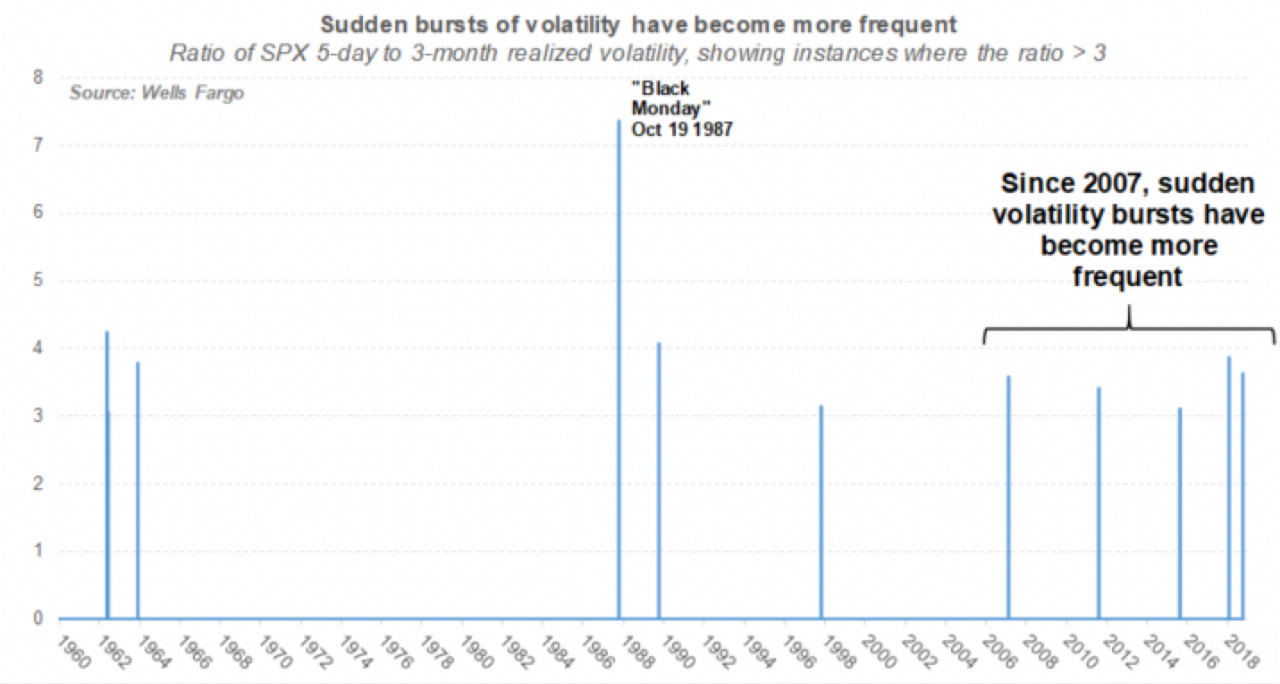 Sudden bursts of volatility have become more frequent
Ratio of SPX 5-day to 3-month realized volatility, showing instances where the ratio > 3
Source: Wells Fargo
"Black
Monday"
Oct 19 1987
Since 2007, sudden
volatility bursts have
become more
frequent
8
7
6
5
4
3
2
1
0
1960 1962 1964 1966 1968 1970 1972 1974 1976 1978 1980 1982 1984 1986 1988 1990 1992 1994 1996 1998 2000 2002 2004 2006 2008 2010 2012 2014 2016 2018